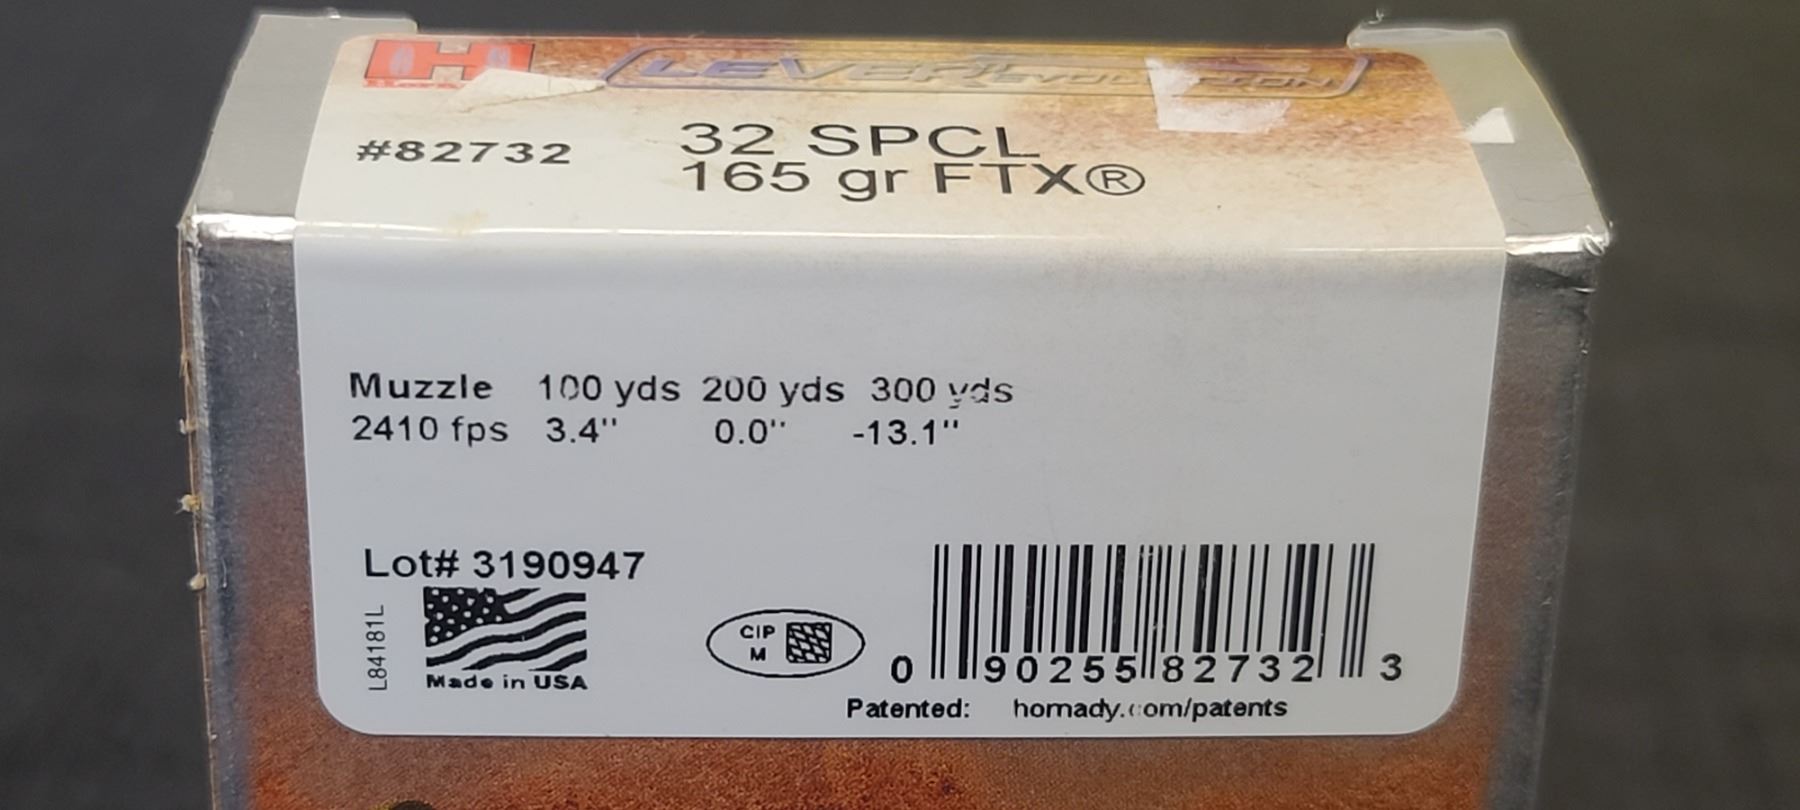 H
LEVERevolution
#82732
32 SPCL
165 gr FTX®
Muzzle 100 yds 200 yds 300 yds
2410 fps 3.4" 0.0" -13.1"
Lot# 3190947
L84181L
Made in USA
CIP
M
0 90255 82732 3
Patented: hornady.com/patents